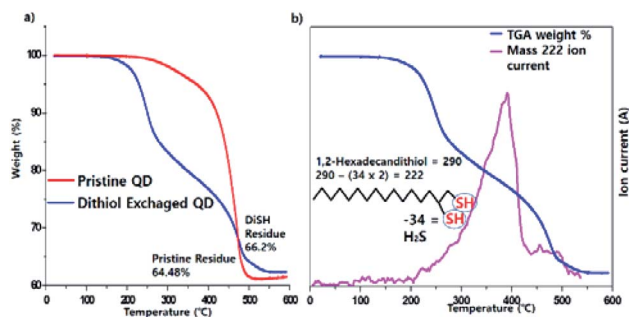 a)
100
90
80
70
60
Weight (%)
Pristine QD
Dithiol Exchaged QD
DiSH
Residue
66.2%
Pristine Residue
64.48%
0 100 200 300 400 500 600
Temperature (℃)
b)
TGA weight %
Mass 222 ion
current
1,2-Hexadecandithiol = 290
290 – (34 x 2) = 222
SH
SH
-34 =
H₂S
Ion current (A)
0 100 200 300 400 500 600
Temperature (℃)